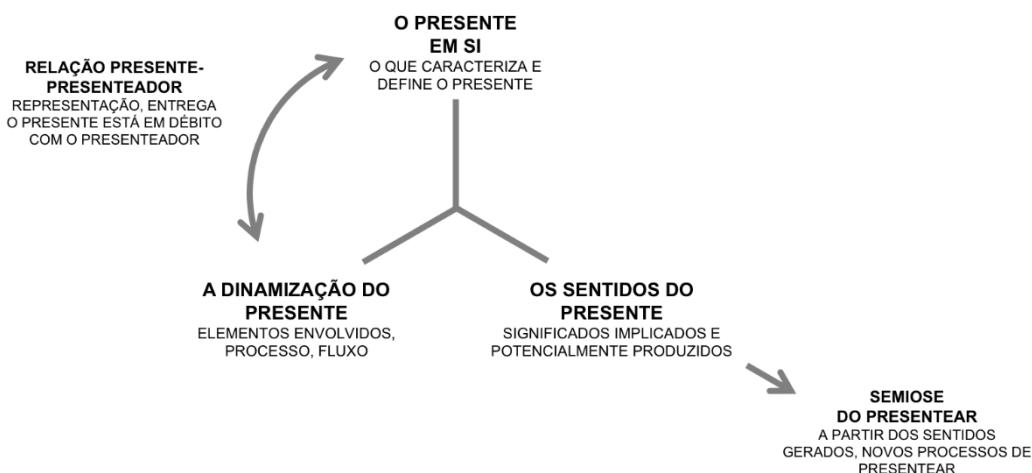 O PRESENTE
EM SI
O QUE CARACTERIZA E
DEFINE O PRESENTE
RELAÇÃO PRESENTE-
PRESENTEADOR
REPRESENTAÇÃO, ENTREGA
O PRESENTE ESTÁ EM DÉBITO
COM O PRESENTEADOR
A DINAMIZAÇÃO DO
PRESENTE
ELEMENTOS ENVOLVIDOS,
PROCESSO, FLUXO
OS SENTIDOS DO
PRESENTE
SIGNIFICADOS IMPLICADOS E
POTENCIALMENTE PRODUZIDOS
SEMIOSE
DO PRESENTEAR
A PARTIR DOS SENTIDOS
GERADOS, NOVOS PROCESSOS DE
PRESENTEAR